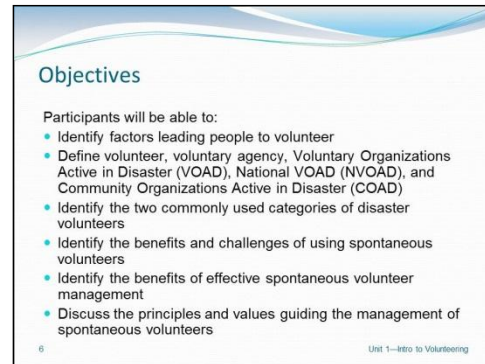 Objectives
Participants will be able to:
• Identify factors leading people to volunteer
• Define volunteer, voluntary agency, Voluntary Organizations
Active in Disaster (VOAD), National VOAD (NVOAD), and
Community Organizations Active in Disaster (COAD)
• Identify the two commonly used categories of disaster
volunteers
• Identify the benefits and challenges of using spontaneous
volunteers
• Identify the benefits of effective spontaneous volunteer
management
• Discuss the principles and values guiding the management of
spontaneous volunteers
6
Unit 1—Intro to Volunteering